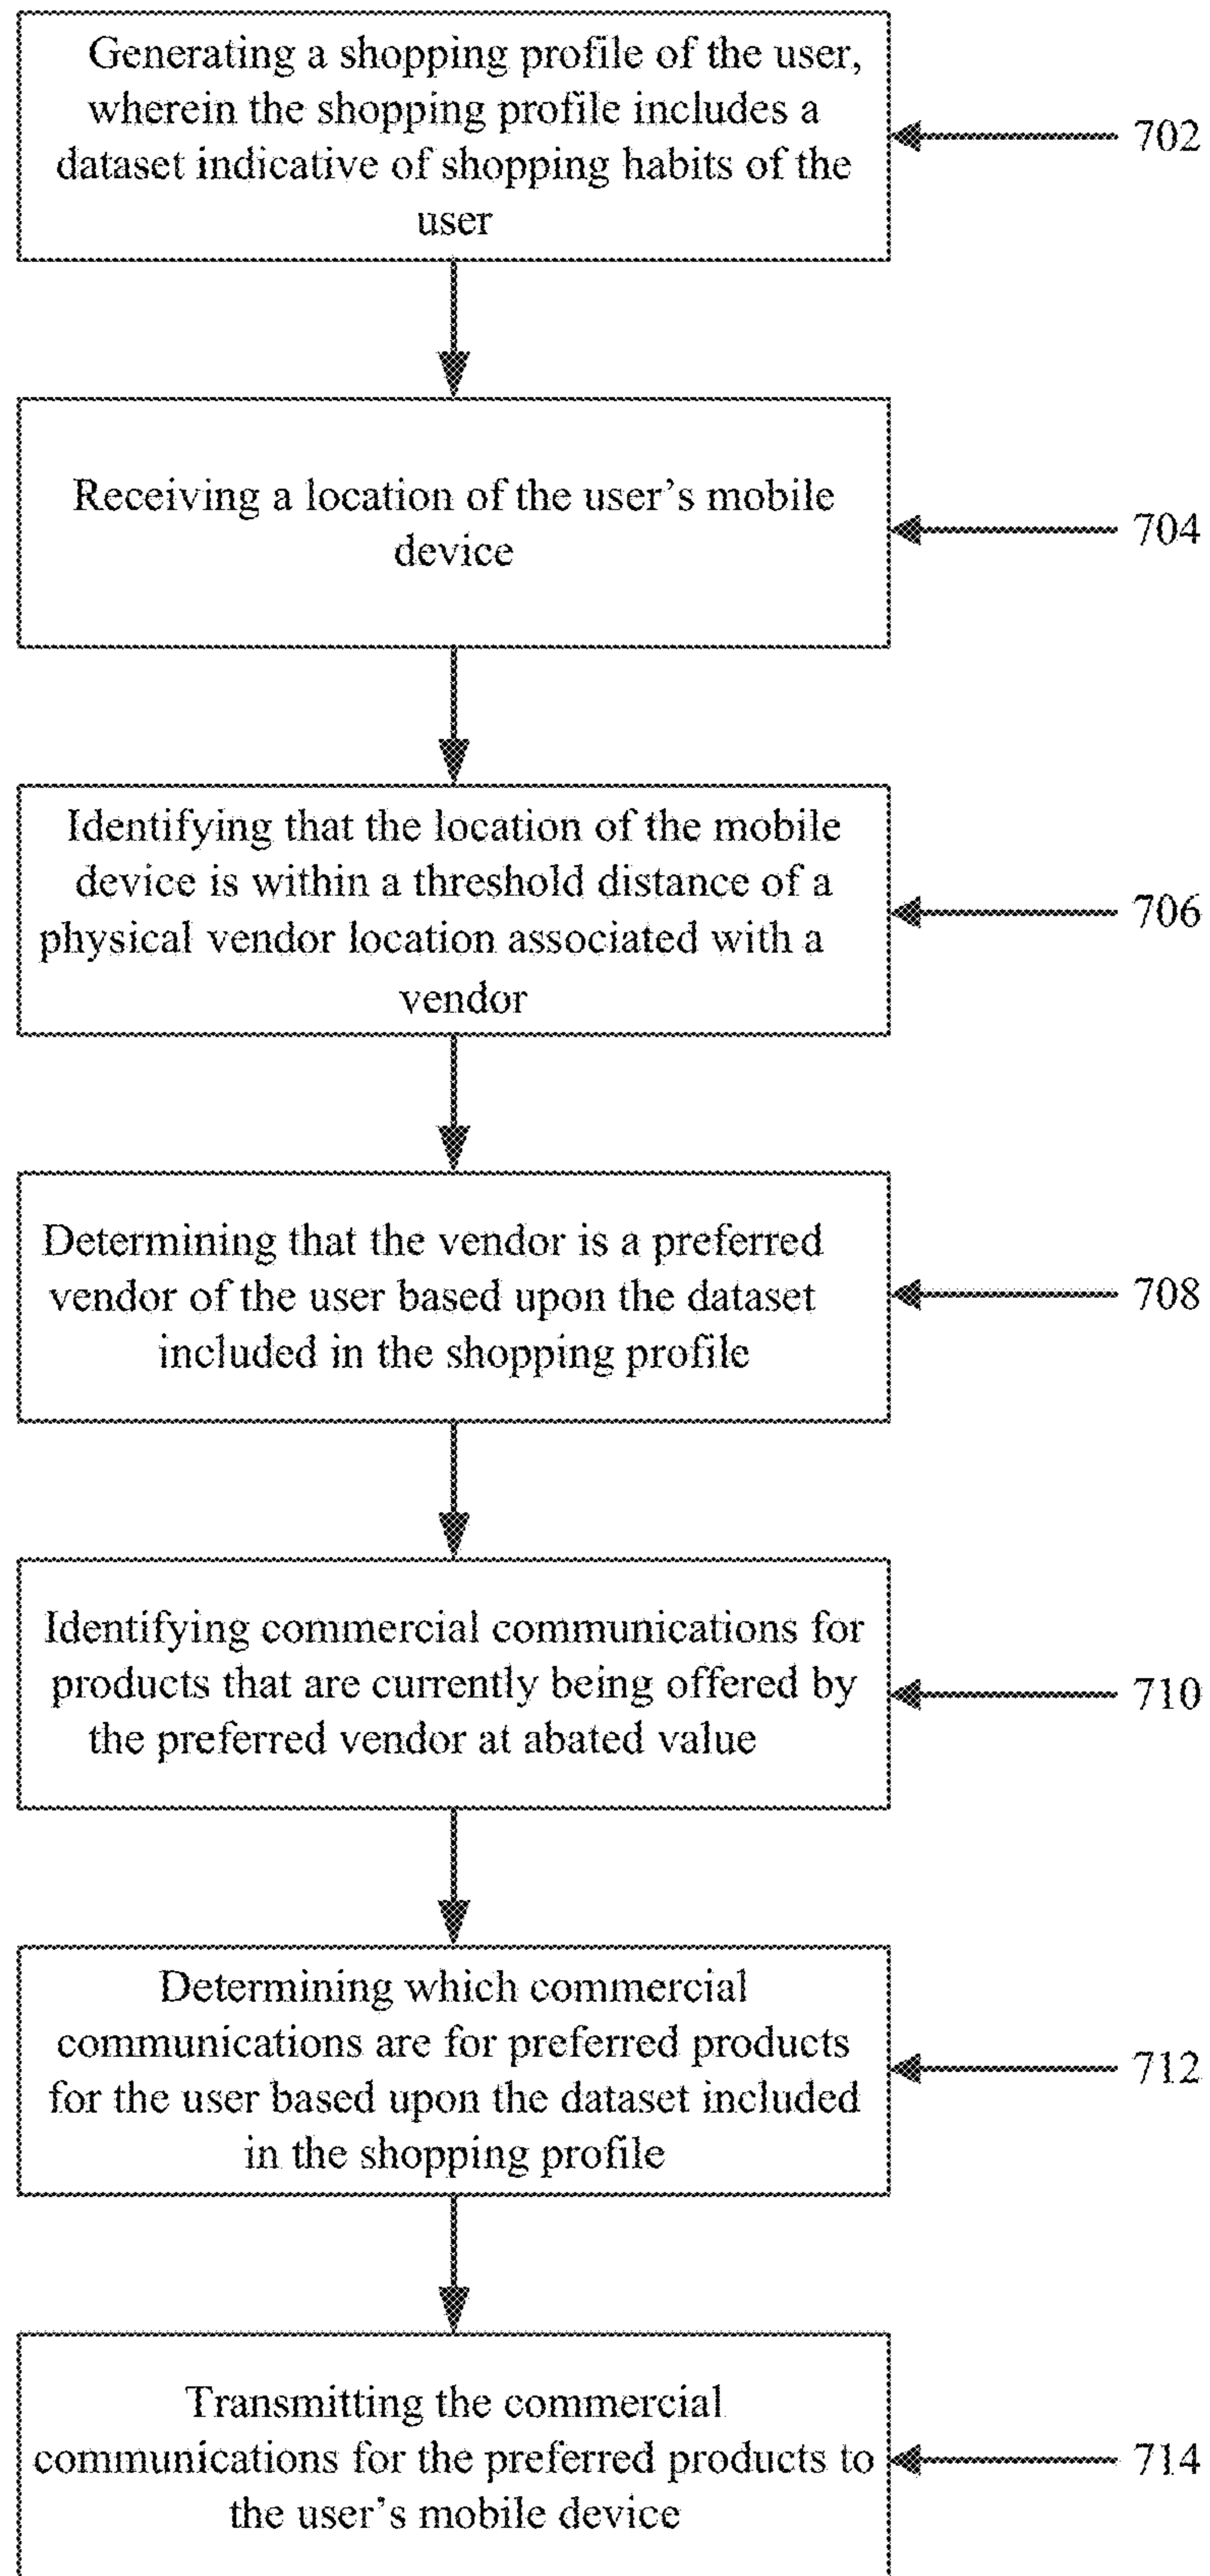 Generating a shopping profile of the user,
wherein the shopping profile includes a
dataset indicative of shopping habits of the
user
702
Receiving a location of the user's mobile
device
704
Identifying that the location of the mobile
device is within a threshold distance of a
physical vendor location associated with a
vendor
706
Determining that the vendor is a preferred
vendor of the user based upon the dataset
included in the shopping profile
708
Identifying commercial communications for
products that are currently being offered by
the preferred vendor at abated value
710
Determining which commercial
communications are for preferred products
for the user based upon the dataset included
in the shopping profile
712
Transmitting the commercial
communications for the preferred products to
the user's mobile device
714